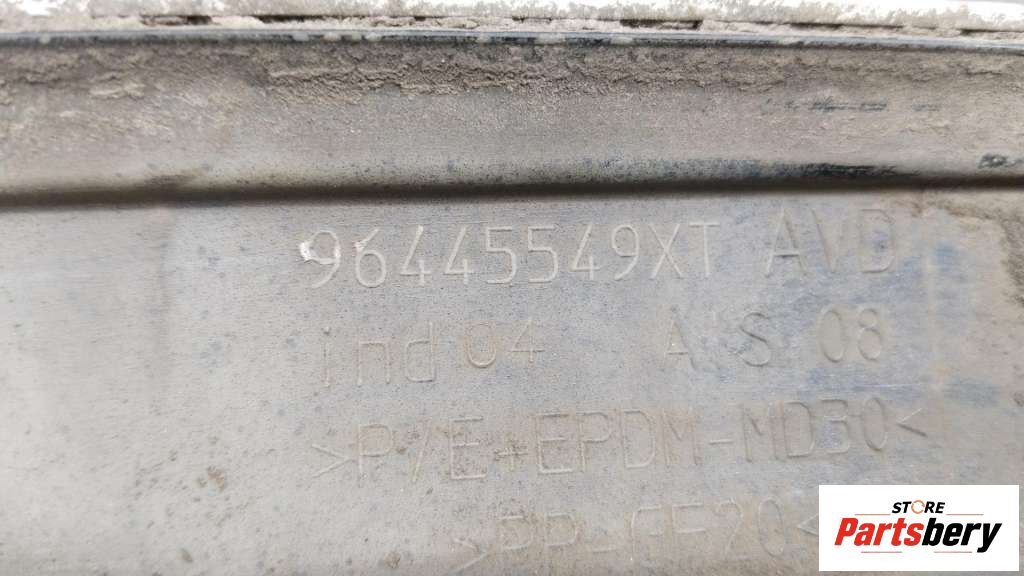 96445549XT AVD
ind 04 A'S 08
>P/E+EPDM-MD30<
>PP-GF20<
STORE
Partsbery